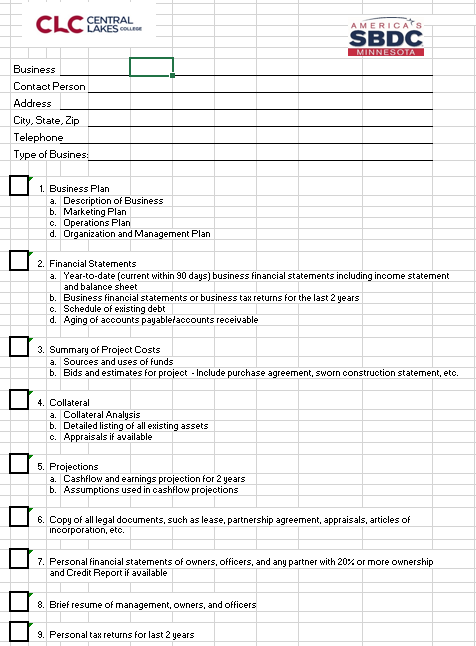 CLC CENTRAL LAKES COLLEGE
AMERICA'S
SBDC
MINNESOTA
Business
Contact Person
Address
City, State, Zip
Telephone
Type of Busines:
1. Business Plan
a. Description of Business
b. Marketing Plan
c. Operations Plan
d. Organization and Management Plan
2. Financial Statements
a. Year-to-date (current within 90 days) business financial statements including income statement
and balance sheet
b. Business financial statements or business tax returns for the last 2 years
c. Schedule of existing debt
d. Aging of accounts payable/accounts receivable
3. Summary of Project Costs
a. Sources and uses of funds
b. Bids and estimates for project - Include purchase agreement, sworn construction statement, etc.
4. Collateral
a. Collateral Analysis
b. Detailed listing of all existing assets
c. Appraisals if available
5. Projections
a. Cashflow and earnings projection for 2 years
b. Assumptions used in cashflow projections
6. Copy of all legal documents, such as lease, partnership agreement, appraisals, articles of
incorporation, etc.
7. Personal financial statements of owners, officers, and any partner with 20% or more ownership
and Credit Report if available
8. Brief resume of management, owners, and officers
9. Personal tax returns for last 2 years